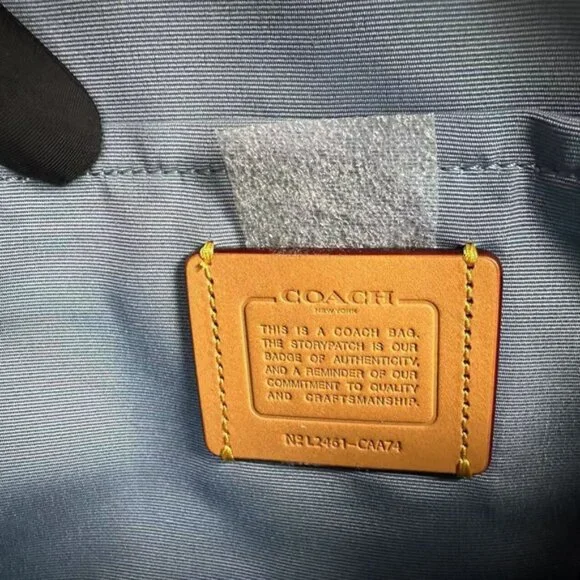 COACH
NEW YORK
THIS IS A COACH BAG.
THE STORYPATCH IS OUR
BADGE OF AUTHENTICITY,
AND A REMINDER OF OUR
COMMITMENT TO QUALITY
AND CRAFTSMANSHIP.
Nº L2461-CAA74